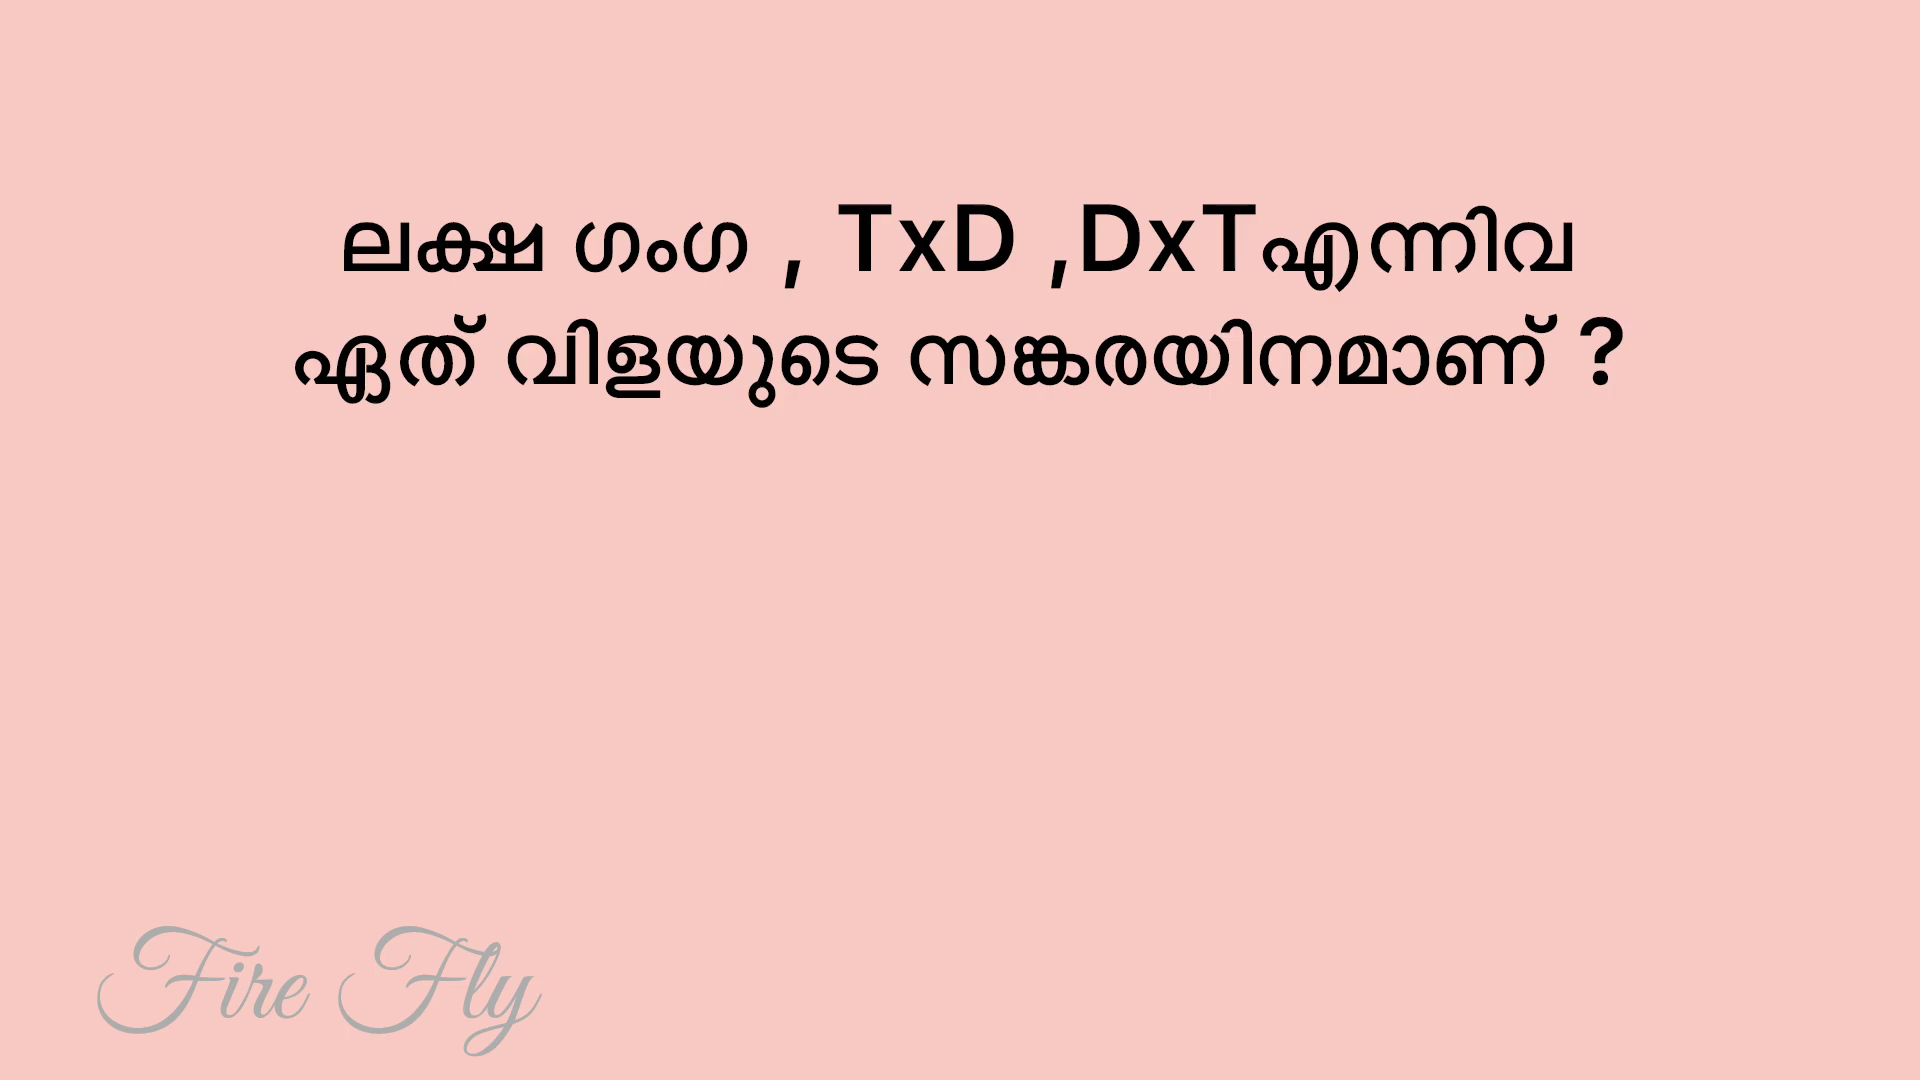 ലക്ഷ ഗംഗ , TxD ,DxTഎന്നിവ
ഏത് വിളയുടെ സങ്കരയിനമാണ് ?
Fire Fly